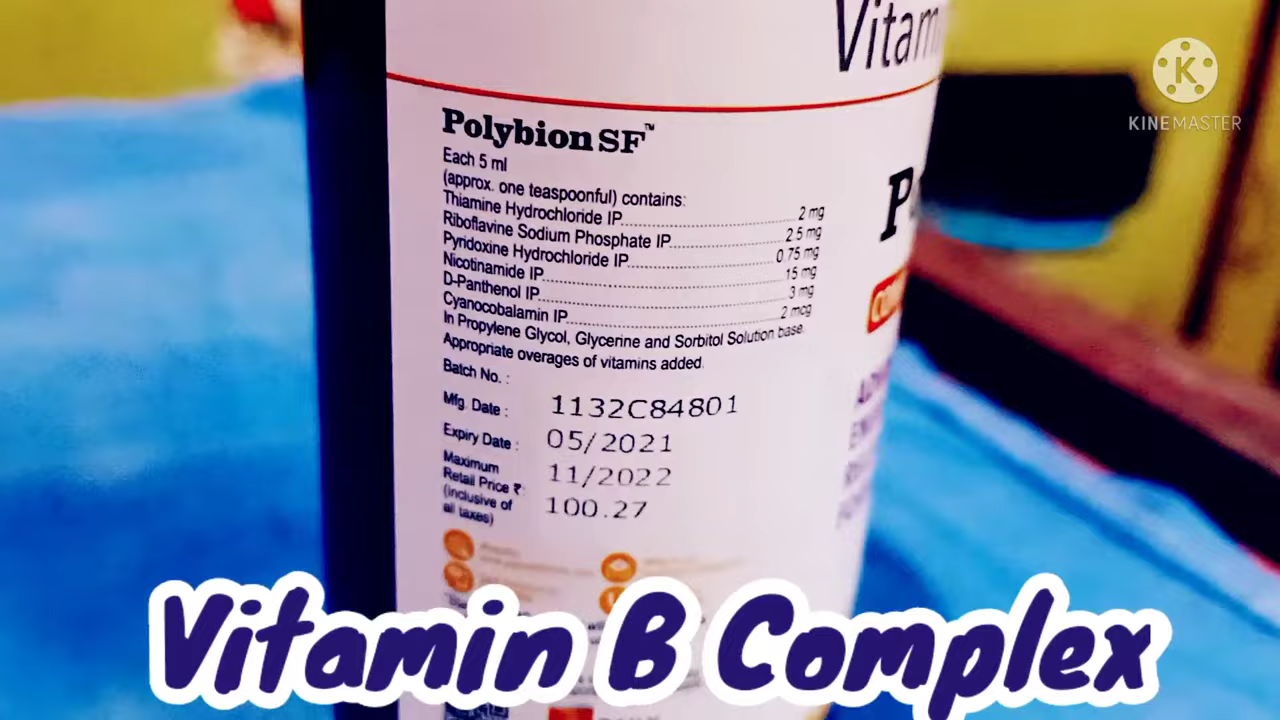 Vitam
K
KINEMASTER
Polybion SF™
Each 5 ml
(approx. one teaspoonful) contains:
Thiamine Hydrochloride IP 2 mg
Riboflavine Sodium Phosphate IP 2.5 mg
Pyridoxine Hydrochloride IP 0.75 mg
Nicotinamide IP 15 mg
D-Panthenol IP 3 mg
Cyanocobalamin IP 2 mcg
In Propylene Glycol, Glycerine and Sorbitol Solution base.
Appropriate overages of vitamins added.
Batch No. :
Mfg. Date : 1132C84801
Expiry Date : 05/2021
Maximum
Retail Price ₹: 11/2022
(inclusive of
all taxes) 100.27
Vitamin B Complex